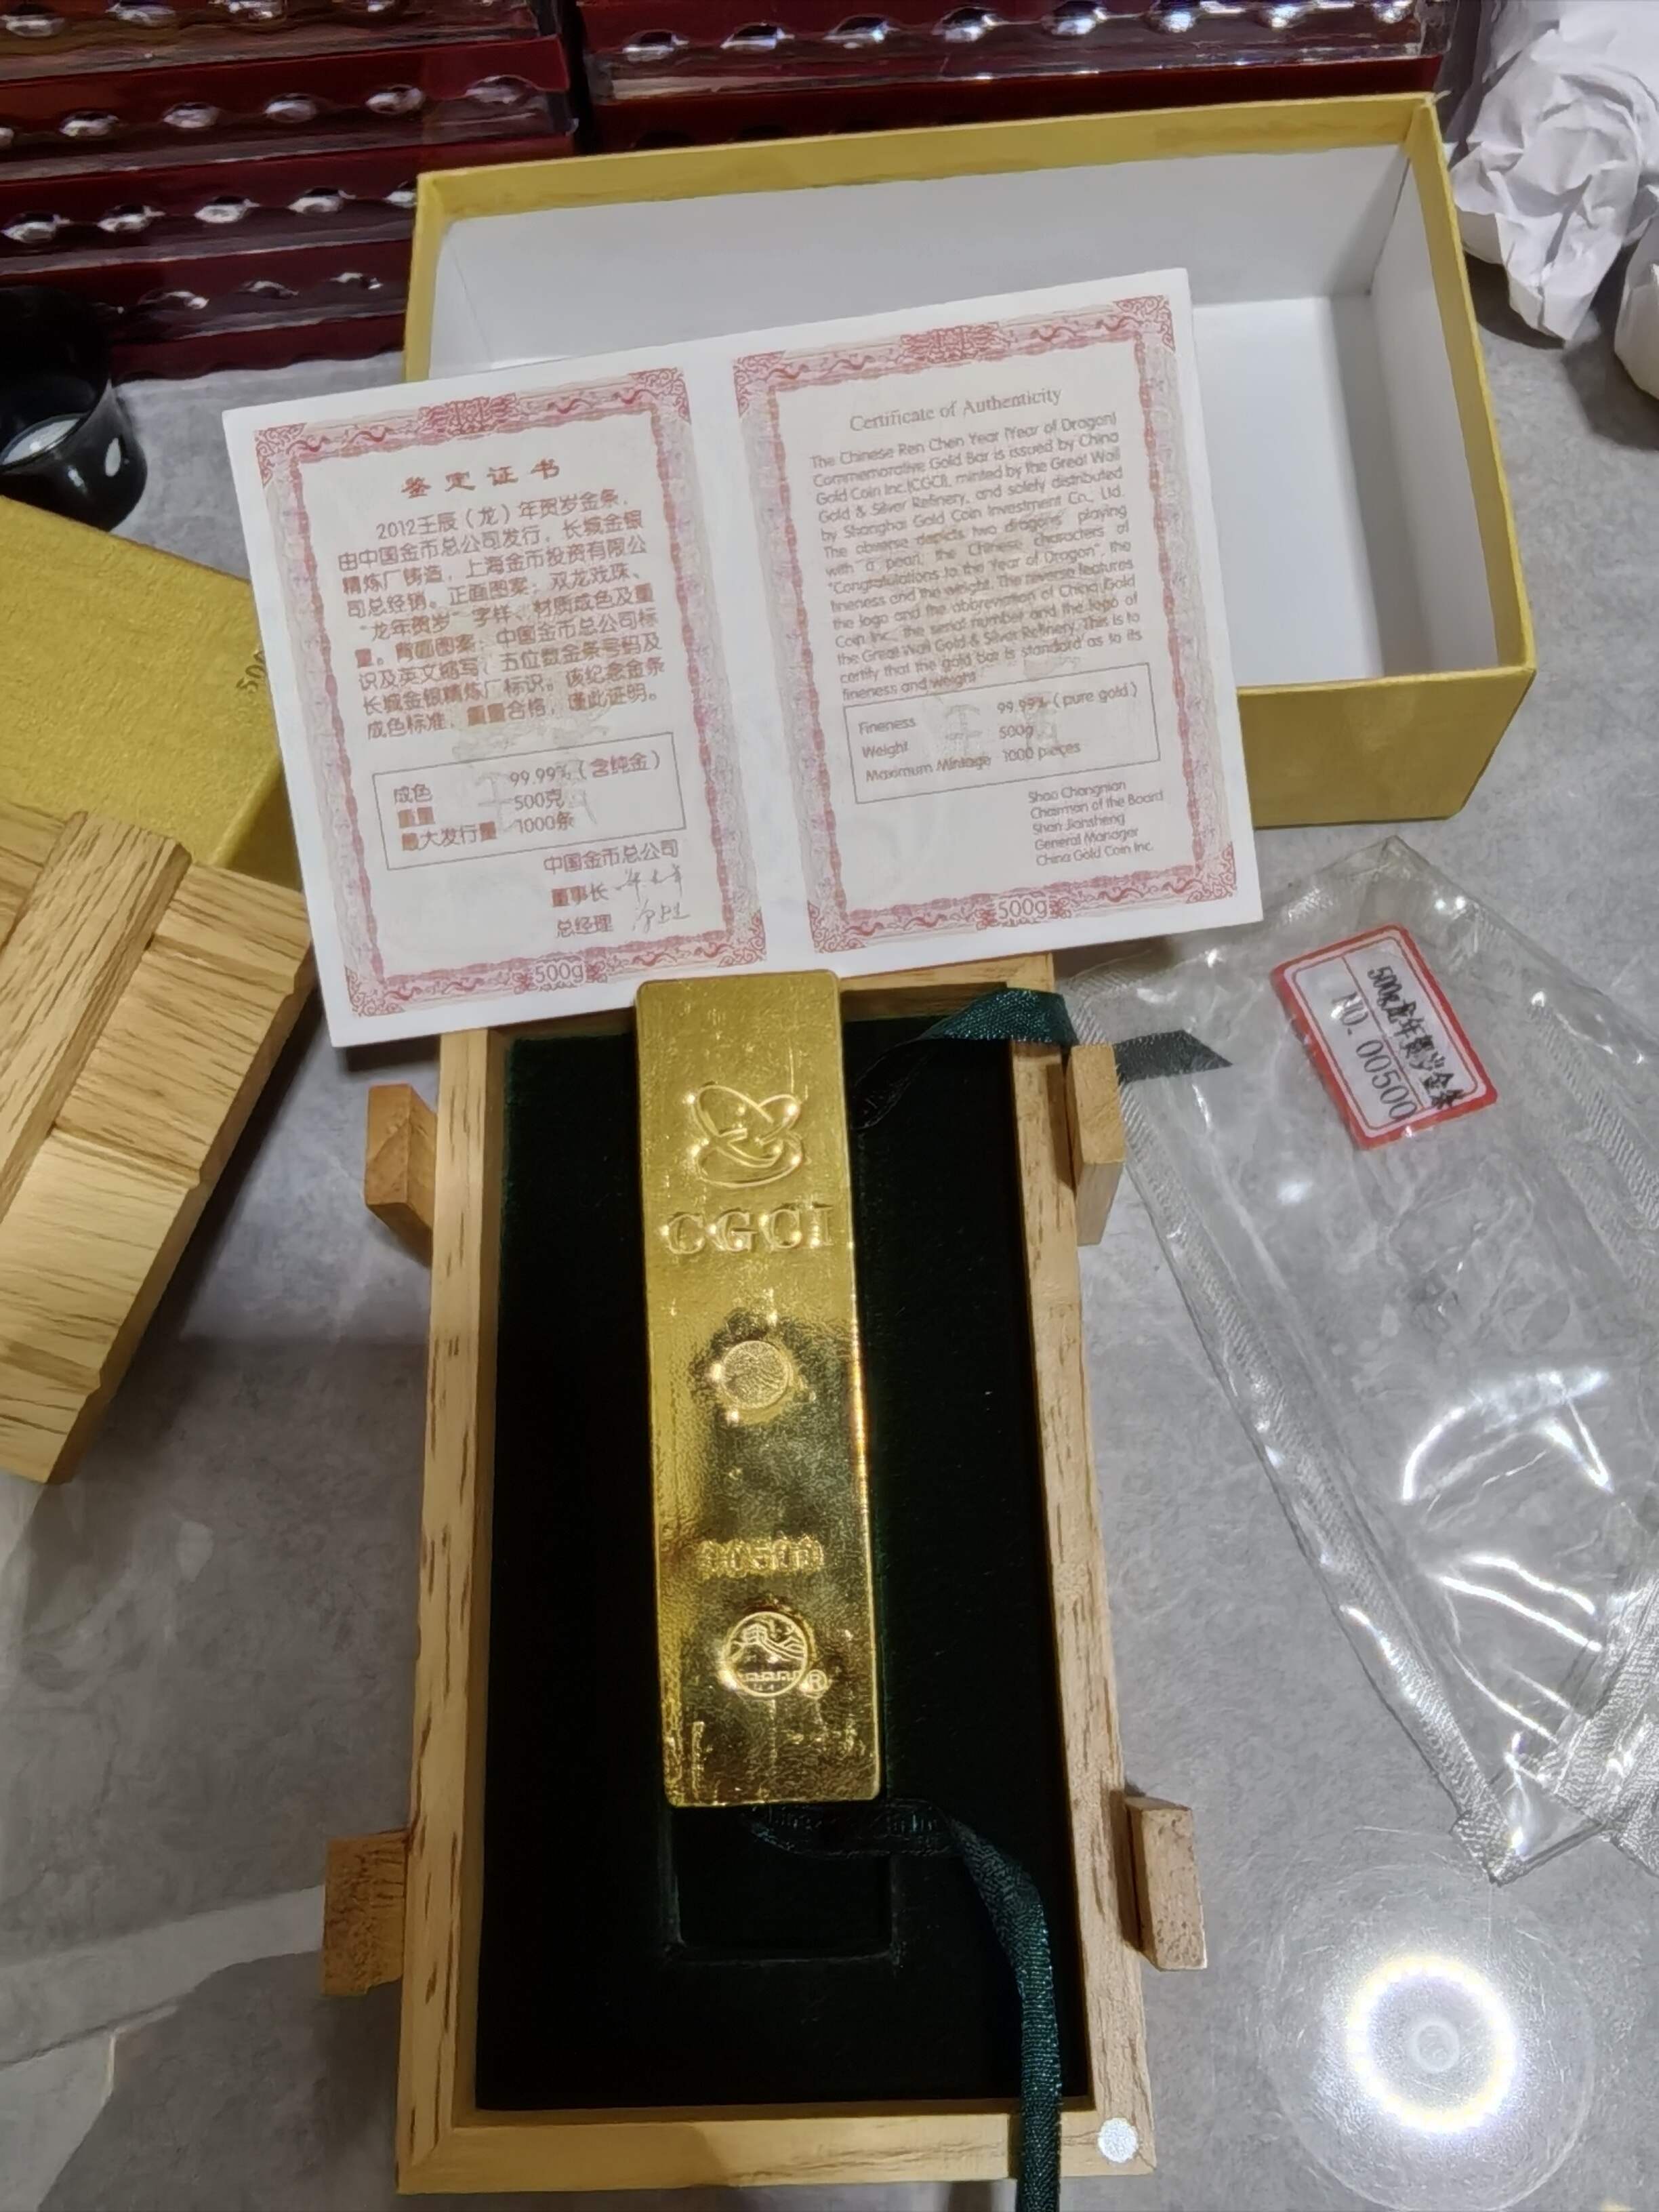 鉴定证书
2012壬辰（龙）年贺岁金条，
由中国金币总公司发行，长城金银
精炼厂铸造，上海金币投资有限公
司总经销。正面图案：双龙戏珠、
“龙年贺岁”字样、材质成色及重
量。背面图案：中国金币总公司标
识及英文缩写、五位数金条号码及
长城金银精炼厂标识。该纪念金条
成色标准，重量合格，谨此证明。
成色 99.99%（含纯金）
重量 500克
最大发行量 1000条
中国金币总公司
董事长
总经理
500g
Certificate of Authenticity
The Chinese Ren Chen Year (Year of Dragon)
Commemorative Gold Bar is issued by China
Gold Coin Inc.(CGCI), minted by the Great Wall
Gold & Silver Refinery, and solely distributed
by Shanghai Gold Coin Investment Co., Ltd.
The obverse depicts two dragons playing
with a pearl, the Chinese characters of
"Congratulations to the Year of Dragon", the
fineness and the weight. The reverse features
the logo and the abbreviation of China Gold
Coin Inc., the serial number and the logo of
the Great Wall Gold & Silver Refinery. This is to
certify that the gold bar is standard as to its
fineness and weight.
Fineness 99.99% (pure gold)
Weight 500g
Maximum Mintage 1000 pieces
Shao Changnian
Chairman of the Board
Shan Jiansheng
General Manager
China Gold Coin Inc.
500g
500g龙年贺岁金条
NO. 00500
CGCI
00500
®